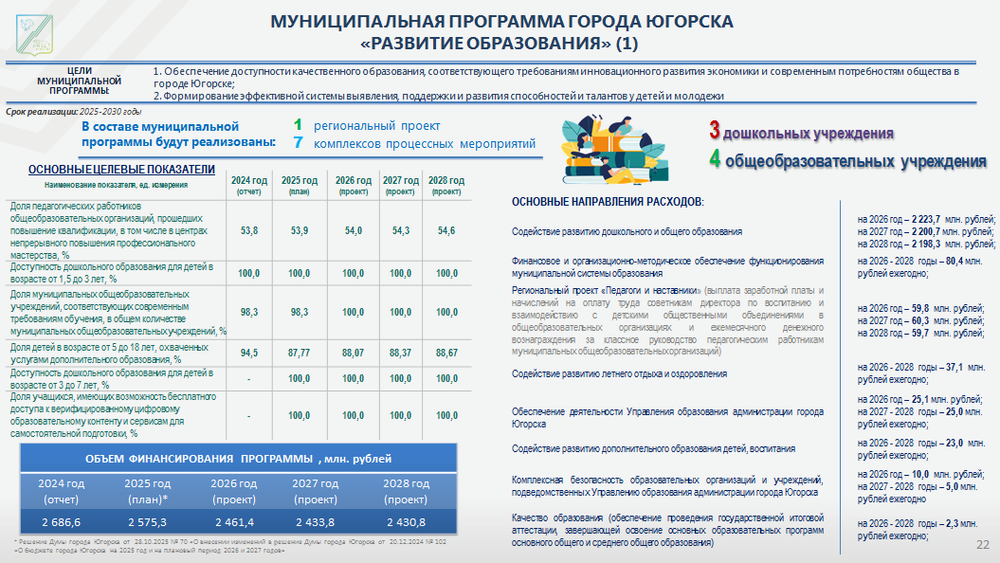 МУНИЦИПАЛЬНАЯ ПРОГРАММА ГОРОДА ЮГОРСКА
«РАЗВИТИЕ ОБРАЗОВАНИЯ» (1)
ЦЕЛИ
МУНИЦИПАЛЬНОЙ
ПРОГРАММЫ:
1. Обеспечение доступности качественного образования, соответствующего требованиям инновационного развития экономики и современным потребностям общества в
городе Югорске;
2. Формирование эффективной системы выявления, поддержки и развития способностей и талантов у детей и молодежи
Срок реализации: 2025-2030 годы
В составе муниципальной
программы будут реализованы:
1 региональный проект
7 комплексов процессных мероприятий
3 дошкольных учреждения
4 общеобразовательных учреждения
ОСНОВНЫЕ ЦЕЛЕВЫЕ ПОКАЗАТЕЛИ
Наименование показателя, ед. измерения
2024 год 2025 год 2026 год 2027 год 2028 год
(отчет) (план) (проект) (проект) (проект)
Доля педагогических работников
общеобразовательных организаций, прошедших
повышение квалификации, в том числе в центрах
непрерывного повышения профессионального
мастерства, %
53,8 53,9 54,0 54,3 54,6
Доступность дошкольного образования для детей в
возрасте от 1,5 до 3 лет, %
100,0 100,0 100,0 100,0 100,0
Доля муниципальных общеобразовательных
учреждений, соответствующих современным
требованиям обучения, в общем количестве
муниципальных общеобразовательных учреждений, %
98,3 98,3 100,0 100,0 100,0
Доля детей в возрасте от 5 до 18 лет, охваченных
услугами дополнительного образования, %
94,5 87,77 88,07 88,37 88,67
Доступность дошкольного образования для детей в
возрасте от 3 до 7 лет, %
- 100,0 100,0 100,0 100,0
Доля учащихся, имеющих возможность бесплатного
доступа к верифицированному цифровому
образовательному контенту и сервисам для
самостоятельной подготовки, %
- 100,0 100,0 100,0 100,0
ОБЪЕМ ФИНАНСИРОВАНИЯ ПРОГРАММЫ , млн. рублей
2024 год 2025 год 2026 год 2027 год 2028 год
(отчет) (план)* (проект) (проект) (проект)
2 686,6 2 575,3 2 461,4 2 433,8 2 430,8
* Решение Думы города Югорска от 28.10.2025 № 70 «О внесении изменений в решение Думы города Югорска от 20.12.2024 № 102
«О бюджете города Югорска на 2025 год и на плановый период 2026 и 2027 годов»
ОСНОВНЫЕ НАПРАВЛЕНИЯ РАСХОДОВ:
Содействие развитию дошкольного и общего образования
на 2026 год – 2 223,7 млн. рублей;
на 2027 год – 2 200,7 млн. рублей;
на 2028 год – 2 198,3 млн. рублей;
Финансовое и организационно-методическое обеспечение функционирования
муниципальной системы образования
на 2026 - 2028 годы – 80,4 млн.
рублей ежегодно;
Региональный проект «Педагоги и наставники» (выплата заработной платы и
начислений на оплату труда советникам директора по воспитанию и
взаимодействию с детскими общественными объединениями в
общеобразовательных организациях и ежемесячного денежного
вознаграждения за классное руководство педагогическим работникам
муниципальных общеобразовательных организаций)
на 2026 год – 59,8 млн. рублей;
на 2027 год – 60,3 млн. рублей;
на 2028 год – 59,7 млн. рублей;
Содействие развитию летнего отдыха и оздоровления
на 2026 - 2028 годы – 37,1 млн.
рублей ежегодно;
Обеспечение деятельности Управления образования администрации города
Югорска
на 2026 год – 25,1 млн. рублей;
на 2027 - 2028 годы – 25,0 млн.
рублей ежегодно;
Содействие развитию дополнительного образования детей, воспитания
на 2026 - 2028 годы – 23,0 млн.
рублей ежегодно;
Комплексная безопасность образовательных организаций и учреждений,
подведомственных Управлению образования администрации города Югорска
на 2026 год – 10,0 млн. рублей;
на 2027 - 2028 годы – 5,0 млн.
рублей ежегодно
Качество образования (обеспечение проведения государственной итоговой
аттестации, завершающей освоение основных образовательных программ
основного общего и среднего общего образования)
на 2026 - 2028 годы – 2,3 млн.
рублей ежегодно;
22